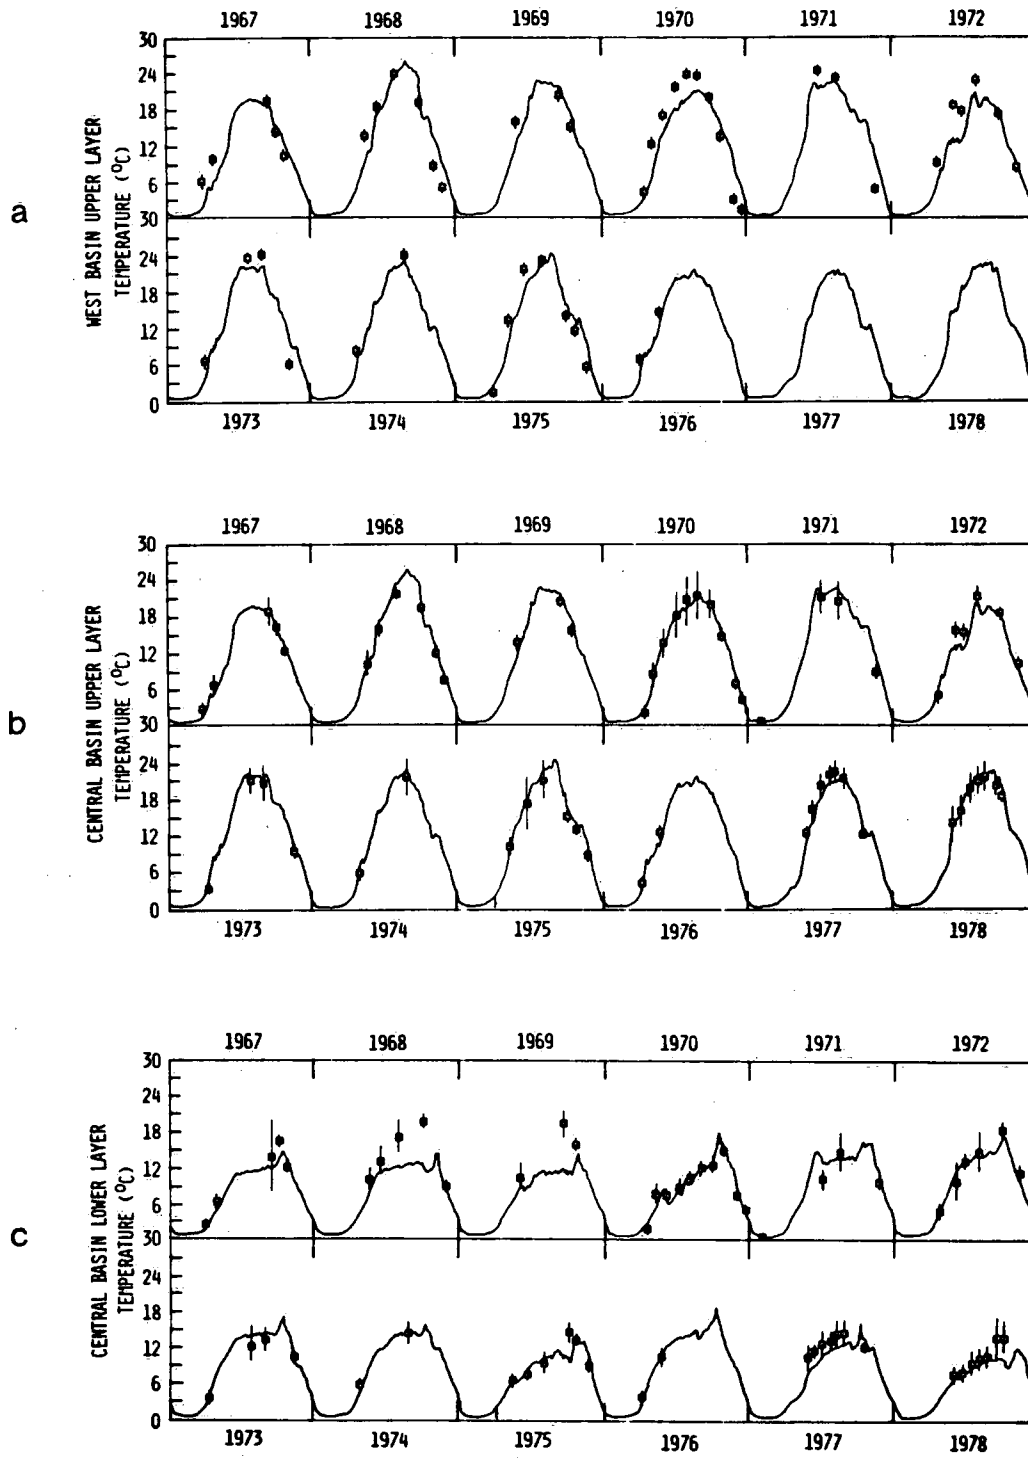 a
1967 1968 1969 1970 1971 1972
WEST BASIN UPPER LAYER
TEMPERATURE (°C)
30
24
18
12
6
30
24
18
12
6
0
1973 1974 1975 1976 1977 1978
b
1967 1968 1969 1970 1971 1972
CENTRAL BASIN UPPER LAYER
TEMPERATURE (°C)
30
24
18
12
6
30
24
18
12
6
0
1973 1974 1975 1976 1977 1978
c
1967 1968 1969 1970 1971 1972
CENTRAL BASIN LOWER LAYER
TEMPERATURE (°C)
30
24
18
12
6
30
24
18
12
6
0
1973 1974 1975 1976 1977 1978